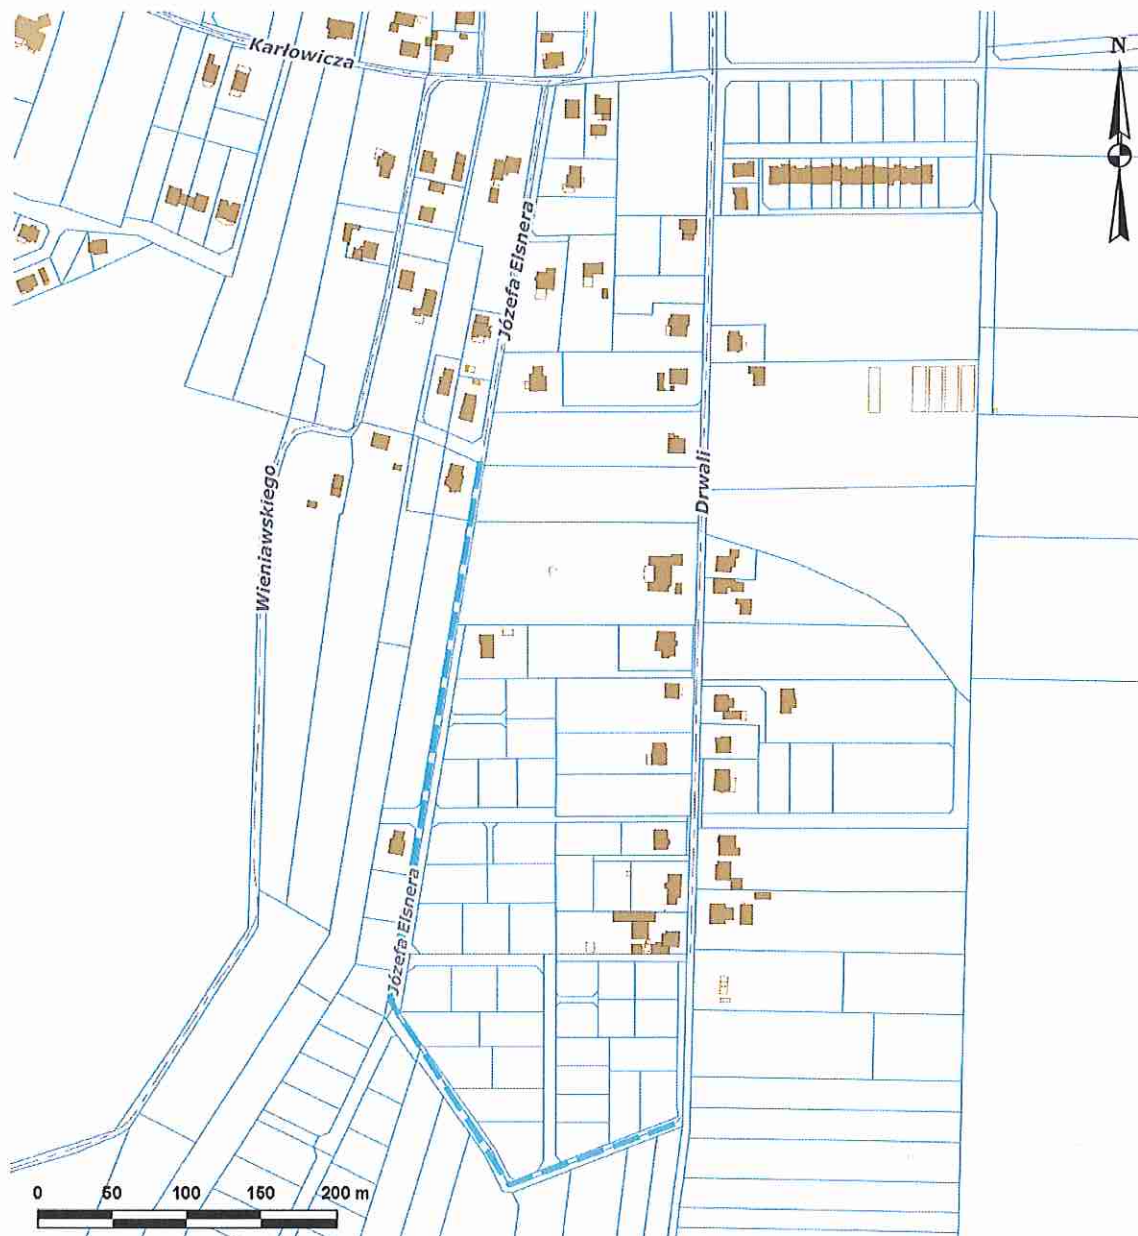 Karłowicza
N
Józefa Elsnera
Drwali
Wieniawskiego
Józefa Elsnera
0 50 100 150 200 m